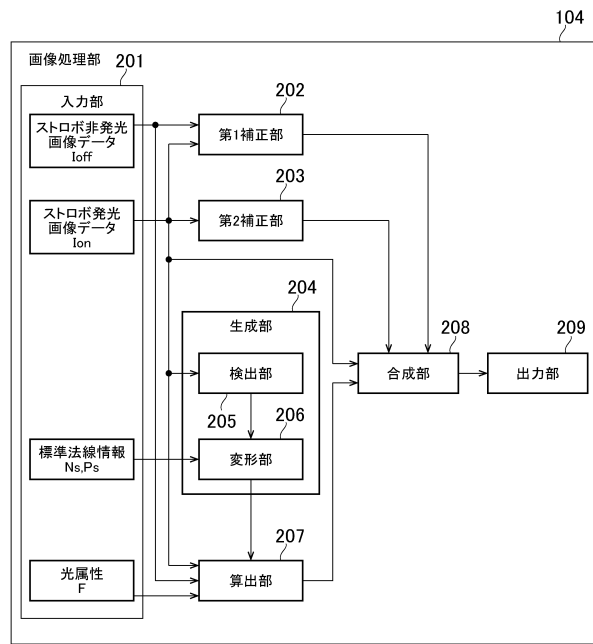 104
画像処理部
201
入力部
ストロボ非発光
画像データ
Ioff
ストロボ発光
画像データ
Ion
標準法線情報
Ns,Ps
光属性
F
202
第1補正部
203
第2補正部
204
生成部
検出部
205
206
変形部
207
算出部
208
合成部
209
出力部